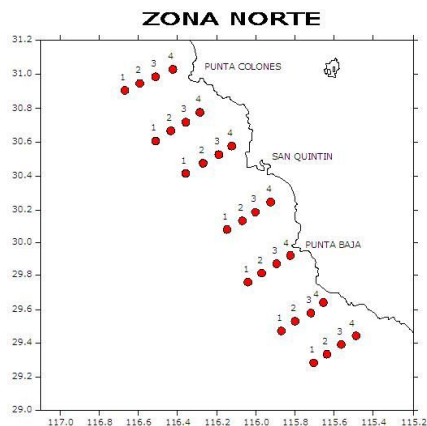 ZONA NORTE
31.2
31.0
30.8
30.6
30.4
30.2
30.0
29.8
29.6
29.4
29.2
29.0
PUNTA COLONES
SAN QUINTIN
PUNTA BAJA
1 2 3 4
1 2 3 4
1 2 3 4
1 2 3 4
1 2 3 4
1 2 3 4
1 2 3 4
117.0 116.8 116.6 116.4 116.2 116.0 115.8 115.6 115.4 115.2